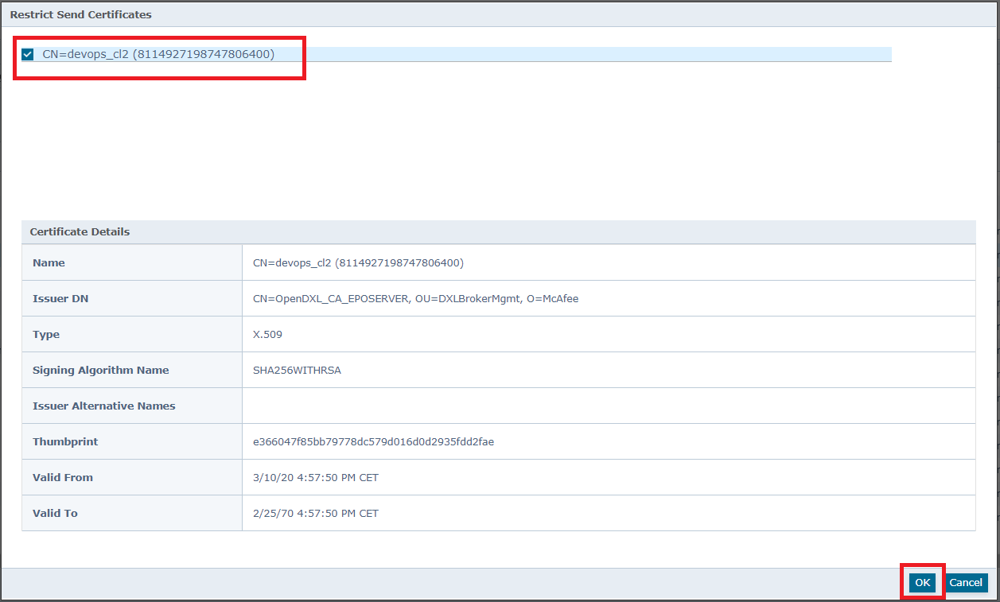 Restrict Send Certificates
CN=devops_cl2 (8114927198747806400)
Certificate Details
Name CN=devops_cl2 (8114927198747806400)
Issuer DN CN=OpenDXL_CA_EPOSERVER, OU=DXLBrokerMgmt, O=McAfee
Type X.509
Signing Algorithm Name SHA256WITHRSA
Issuer Alternative Names
Thumbprint e366047f85bb79778dc579d016d0d2935fdd2fae
Valid From 3/10/20 4:57:50 PM CET
Valid To 2/25/70 4:57:50 PM CET
OK Cancel